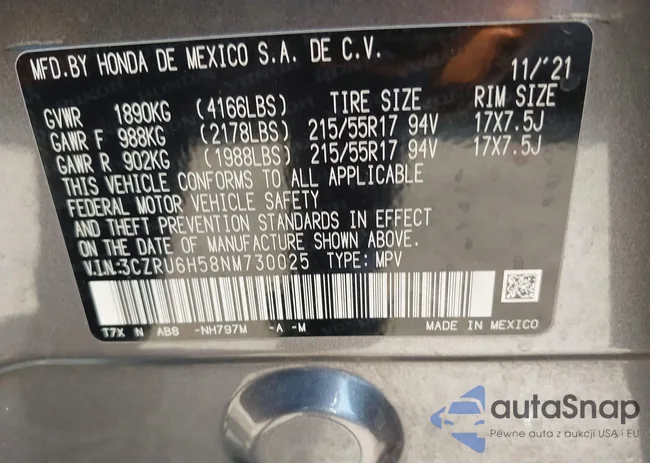 MFD.BY HONDA DE MEXICO S.A. DE C.V.
11/'21
GVWR 1890KG (4166LBS) TIRE SIZE RIM SIZE
GAWR F 988KG (2178LBS) 215/55R17 94V 17X7.5J
GAWR R 902KG (1988LBS) 215/55R17 94V 17X7.5J
THIS VEHICLE CONFORMS TO ALL APPLICABLE
FEDERAL MOTOR VEHICLE SAFETY
AND THEFT PREVENTION STANDARDS IN EFFECT
ON THE DATE OF MANUFACTURE SHOWN ABOVE.
V.I.N:3CZRU6H58NM730025 TYPE: MPV
T7X N AB8 -NH797M -A -M MADE IN MEXICO
autoSnap
Pewne auta z aukcji USA i EU